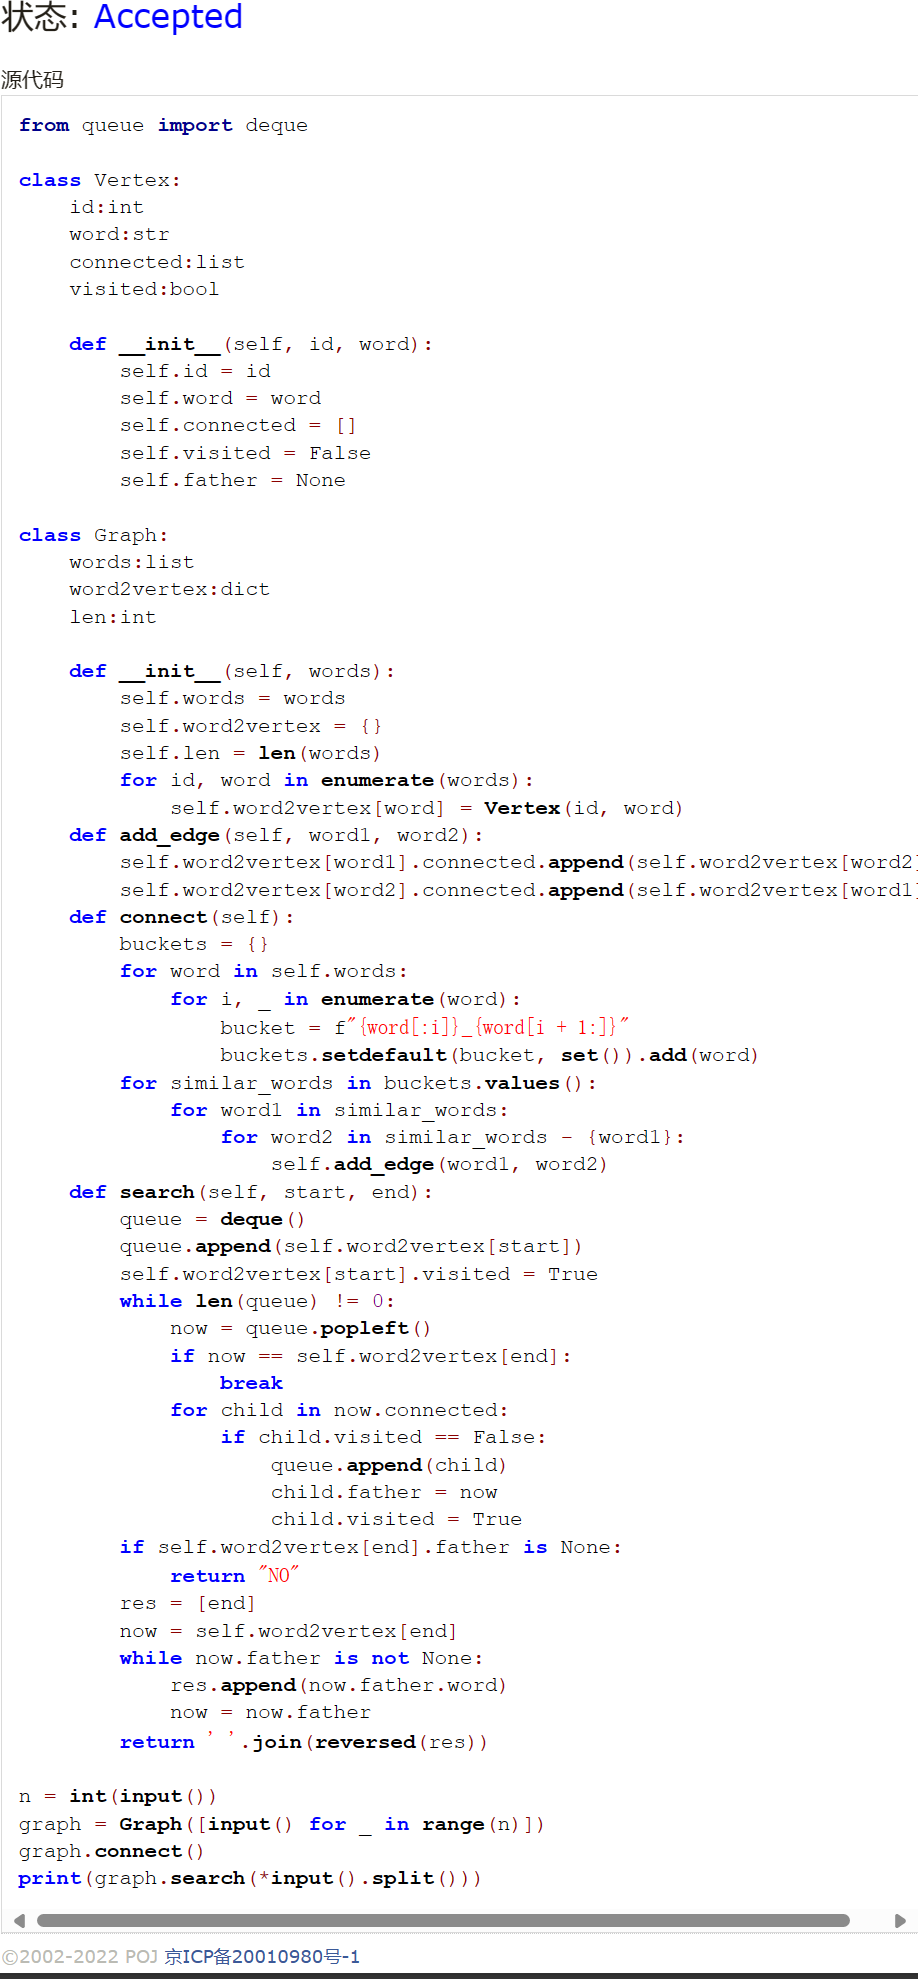 状态: Accepted
源代码
from queue import deque
class Vertex:
    id:int
    word:str
    connected:list
    visited:bool
    def __init__(self, id, word):
        self.id = id
        self.word = word
        self.connected = []
        self.visited = False
        self.father = None
class Graph:
    words:list
    word2vertex:dict
    len:int
    def __init__(self, words):
        self.words = words
        self.word2vertex = {}
        self.len = len(words)
        for id, word in enumerate(words):
            self.word2vertex[word] = Vertex(id, word)
    def add_edge(self, word1, word2):
        self.word2vertex[word1].connected.append(self.word2vertex[word2]
        self.word2vertex[word2].connected.append(self.word2vertex[word1]
    def connect(self):
        buckets = {}
        for word in self.words:
            for i, _ in enumerate(word):
                bucket = f"{word[:i]}_{word[i + 1:]}"
                buckets.setdefault(bucket, set()).add(word)
        for similar_words in buckets.values():
            for word1 in similar_words:
                for word2 in similar_words - {word1}:
                    self.add_edge(word1, word2)
    def search(self, start, end):
        queue = deque()
        queue.append(self.word2vertex[start])
        self.word2vertex[start].visited = True
        while len(queue) != 0:
            now = queue.popleft()
            if now == self.word2vertex[end]:
                break
            for child in now.connected:
                if child.visited == False:
                    queue.append(child)
                    child.father = now
                    child.visited = True
        if self.word2vertex[end].father is None:
            return "NO"
        res = [end]
        now = self.word2vertex[end]
        while now.father is not None:
            res.append(now.father.word)
            now = now.father
        return ' '.join(reversed(res))
n = int(input())
graph = Graph([input() for _ in range(n)])
graph.connect()
print(graph.search(*input().split()))
©2002-2022 POJ 京ICP备20010980号-1